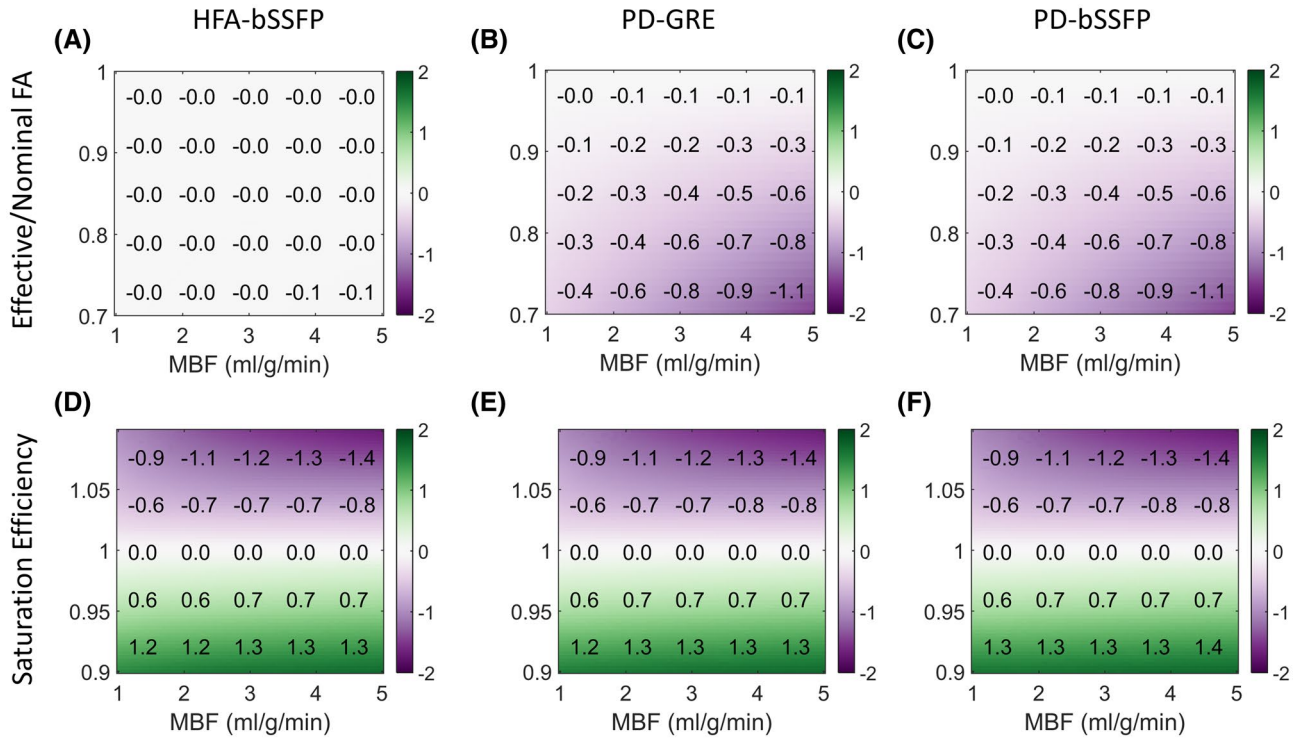 HFA-bSSFP PD-GRE PD-bSSFP
(A) (B) (C)
Effective/Nominal FA
1 -0.0 -0.0 -0.0 -0.0 -0.0 2
-0.0 -0.0 -0.0 -0.0 -0.0 1
0.9
-0.0 -0.0 -0.0 -0.0 -0.0 0
0.8 -0.0 -0.0 -0.0 -0.0 -0.0 -1
-0.0 -0.0 -0.0 -0.1 -0.1
0.7 -2
1 2 3 4 5
MBF (ml/g/min)
1 -0.0 -0.1 -0.1 -0.1 -0.1 2
-0.1 -0.2 -0.2 -0.3 -0.3 1
0.9
-0.2 -0.3 -0.4 -0.5 -0.6 0
0.8 -0.3 -0.4 -0.6 -0.7 -0.8 -1
-0.4 -0.6 -0.8 -0.9 -1.1
0.7 -2
1 2 3 4 5
MBF (ml/g/min)
1 -0.0 -0.1 -0.1 -0.1 -0.1 2
-0.1 -0.2 -0.2 -0.3 -0.3 1
0.9
-0.2 -0.3 -0.4 -0.5 -0.6 0
0.8 -0.3 -0.4 -0.6 -0.7 -0.8 -1
-0.4 -0.6 -0.8 -0.9 -1.1
0.7 -2
1 2 3 4 5
MBF (ml/g/min)
(D) (E) (F)
Saturation Efficiency
2
-0.9 -1.1 -1.2 -1.3 -1.4
1.05 1
-0.6 -0.7 -0.7 -0.7 -0.8
1 0.0 0.0 0.0 0.0 0.0 0
0.6 0.6 0.7 0.7 0.7
0.95 -1
1.2 1.2 1.3 1.3 1.3
0.9 -2
1 2 3 4 5
MBF (ml/g/min)
2
-0.9 -1.1 -1.2 -1.3 -1.4
1.05 1
-0.6 -0.7 -0.7 -0.8 -0.8
1 0.0 0.0 0.0 0.0 0.0 0
0.6 0.7 0.7 0.7 0.7
0.95 -1
1.2 1.3 1.3 1.3 1.3
0.9 -2
1 2 3 4 5
MBF (ml/g/min)
2
-0.9 -1.1 -1.2 -1.3 -1.4
1.05 1
-0.6 -0.7 -0.7 -0.8 -0.8
1 0.0 0.0 0.0 0.0 0.0 0
0.6 0.7 0.7 0.7 0.7
0.95 -1
1.3 1.3 1.3 1.3 1.4
0.9 -2
1 2 3 4 5
MBF (ml/g/min)